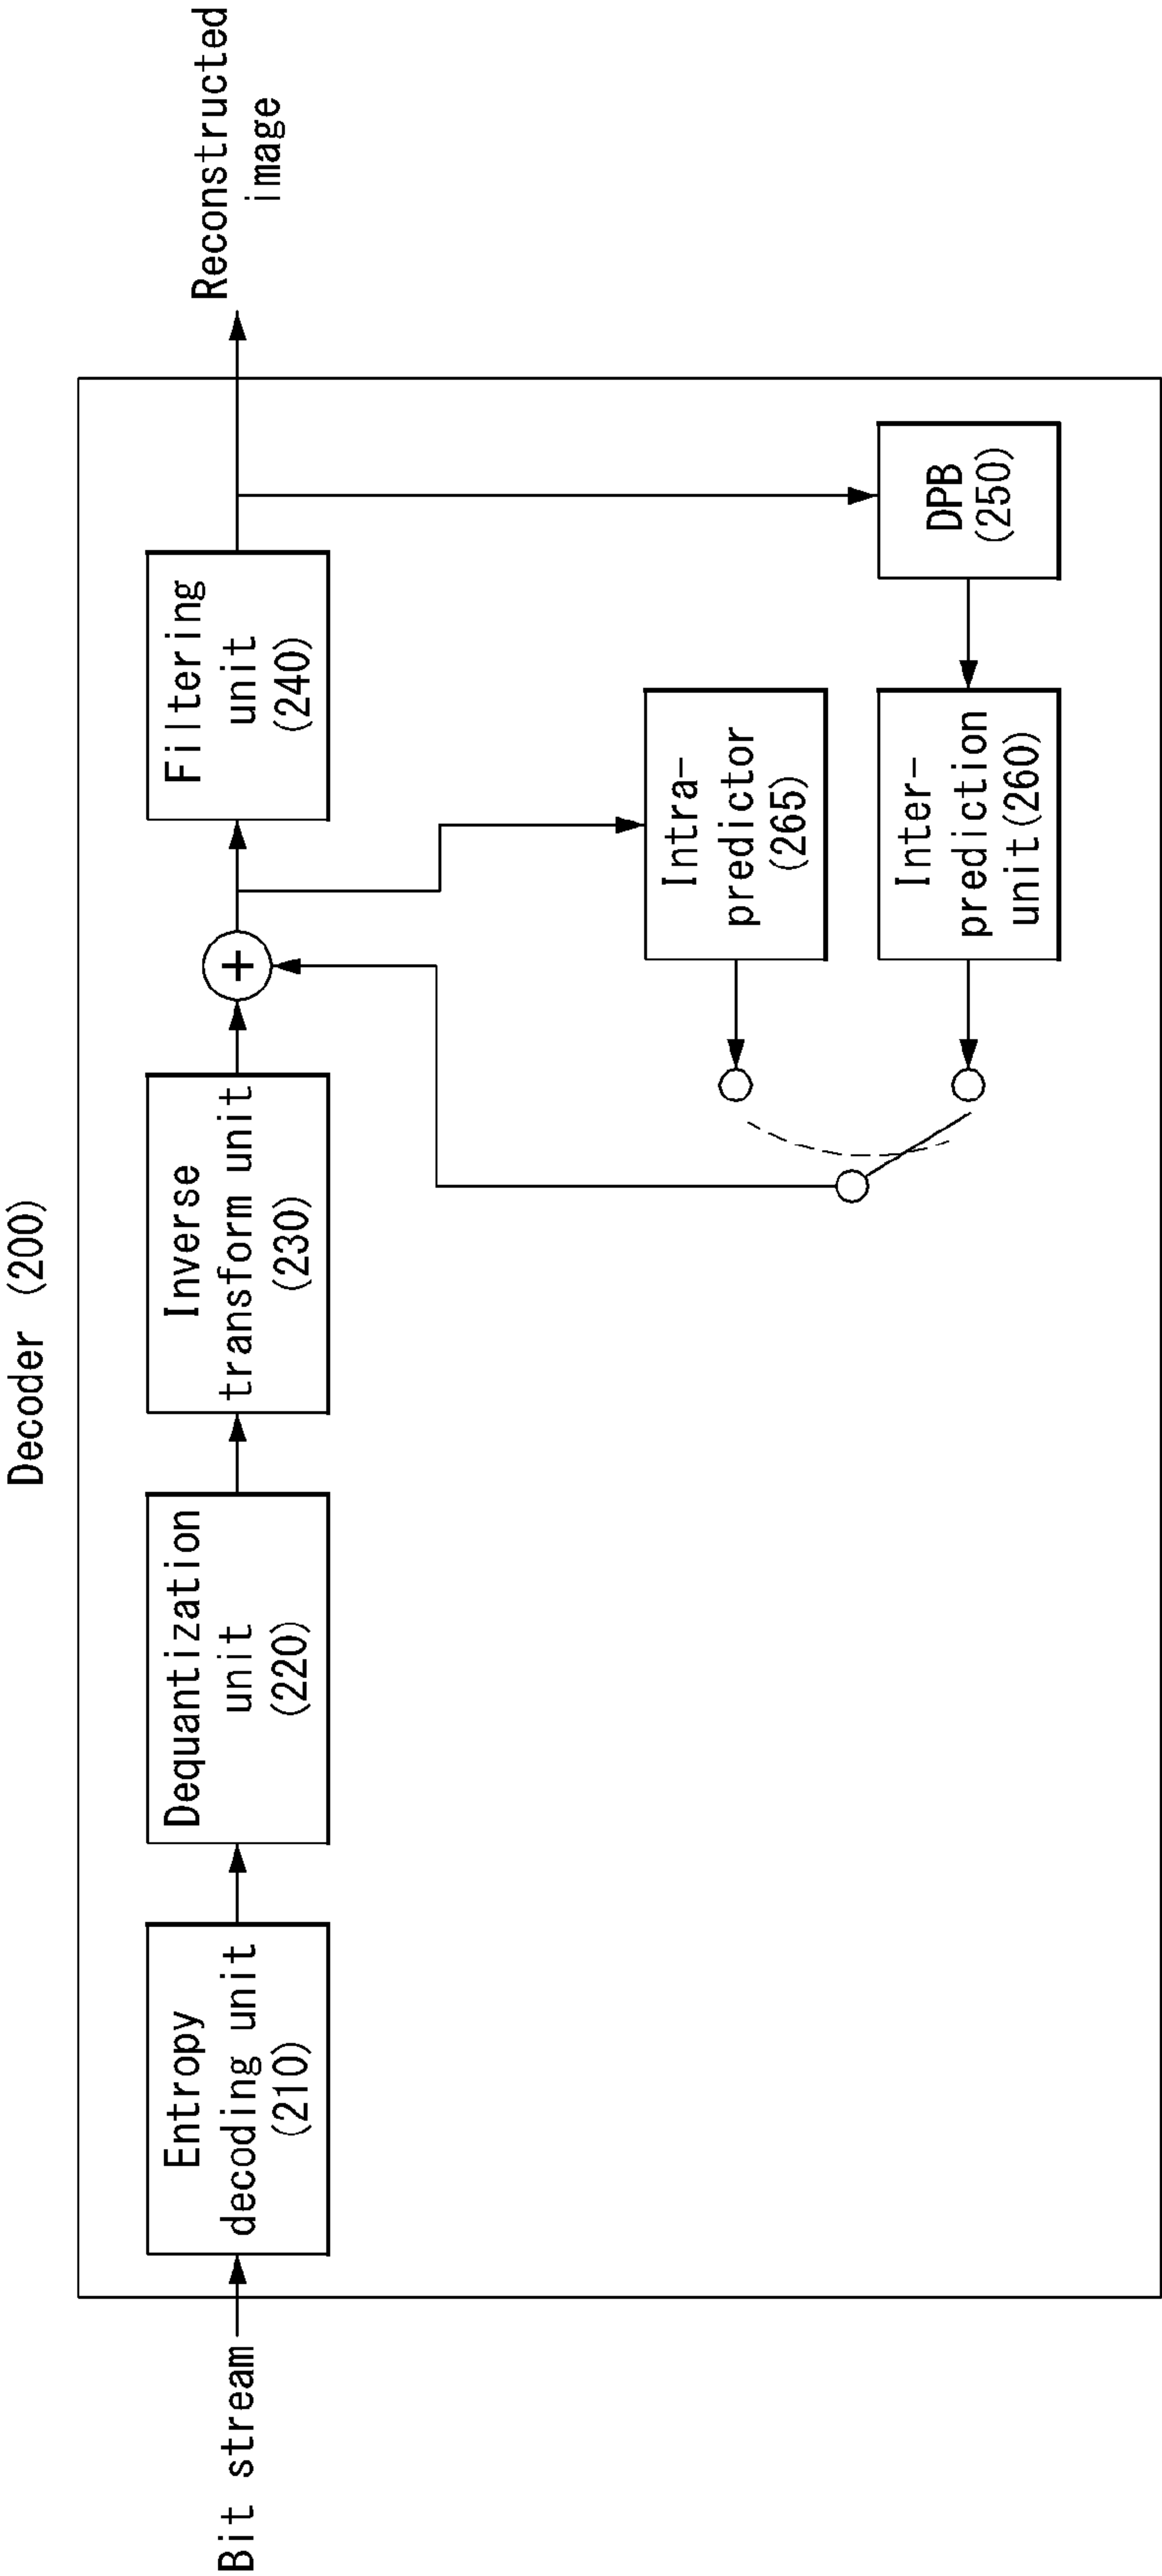 Decoder (200)
Bit stream
Entropy
decoding unit
(210)
Dequantization
unit
(220)
Inverse
transform unit
(230)
+
Filtering
unit
(240)
Reconstructed
image
Intra-
predictor
(265)
Inter-
prediction
unit(260)
DPB
(250)